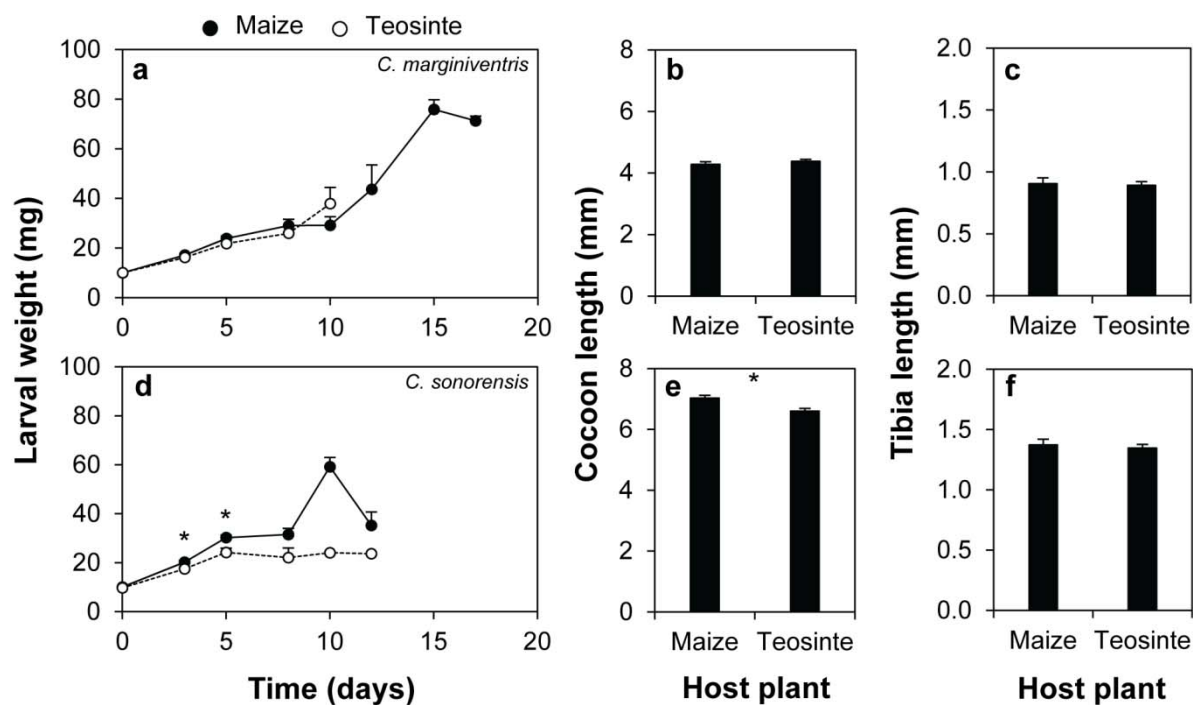 Maize Teosinte
a
C. marginiventris
100
80
60
40
20
0
0 5 10 15 20
b
8
6
4
2
0
Maize Teosinte
c
2.0
1.5
1.0
0.5
0.0
Maize Teosinte
Larval weight (mg)
Cocoon length (mm)
Tibia length (mm)
d
C. sonorensis
100
80
60
40
20
0
* *
0 5 10 15 20
Time (days)
e
*
8
6
4
2
0
Maize Teosinte
Host plant
f
2.0
1.5
1.0
0.5
0.0
Maize Teosinte
Host plant